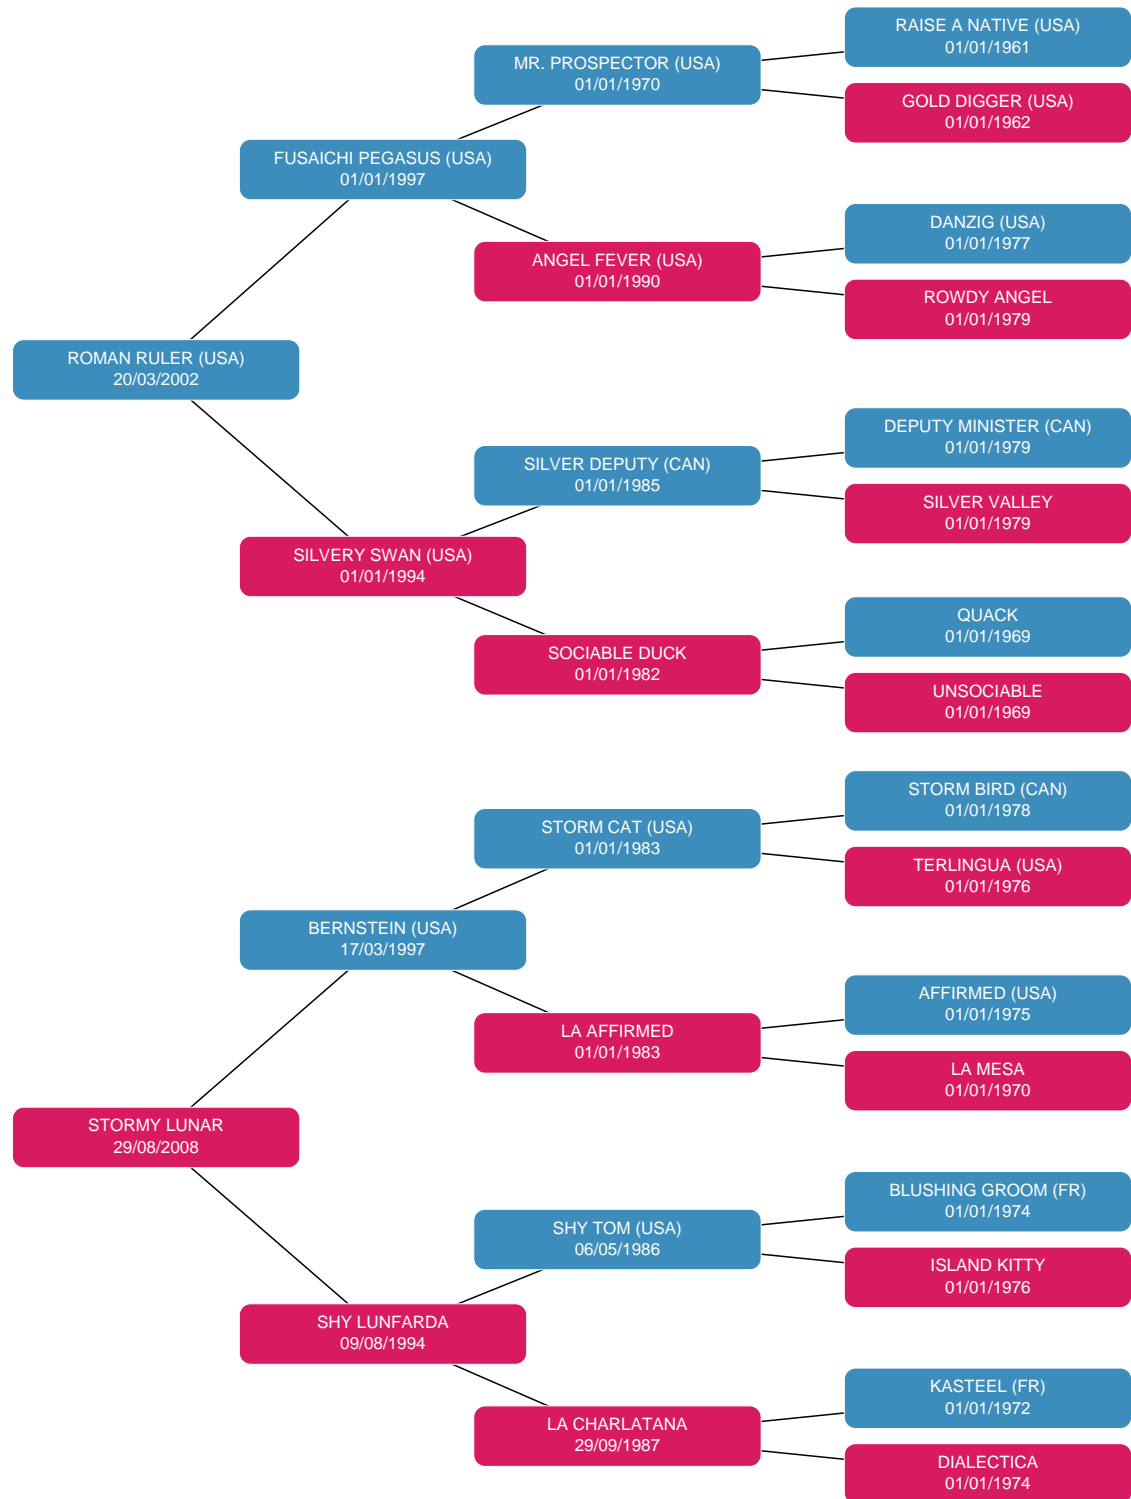 RAISE A NATIVE (USA)
01/01/1961
MR. PROSPECTOR (USA)
01/01/1970
GOLD DIGGER (USA)
01/01/1962
FUSAICHI PEGASUS (USA)
01/01/1997
DANZIG (USA)
01/01/1977
ANGEL FEVER (USA)
01/01/1990
ROWDY ANGEL
01/01/1979
ROMAN RULER (USA)
20/03/2002
DEPUTY MINISTER (CAN)
01/01/1979
SILVER DEPUTY (CAN)
01/01/1985
SILVER VALLEY
01/01/1979
SILVERY SWAN (USA)
01/01/1994
QUACK
01/01/1969
SOCIABLE DUCK
01/01/1982
UNSOCIABLE
01/01/1969
STORM BIRD (CAN)
01/01/1978
STORM CAT (USA)
01/01/1983
TERLINGUA (USA)
01/01/1976
BERNSTEIN (USA)
17/03/1997
AFFIRMED (USA)
01/01/1975
LA AFFIRMED
01/01/1983
LA MESA
01/01/1970
STORMY LUNAR
29/08/2008
BLUSHING GROOM (FR)
01/01/1974
SHY TOM (USA)
06/05/1986
ISLAND KITTY
01/01/1976
SHY LUNFARDA
09/08/1994
KASTEEL (FR)
01/01/1972
LA CHARLATANA
29/09/1987
DIALECTICA
01/01/1974